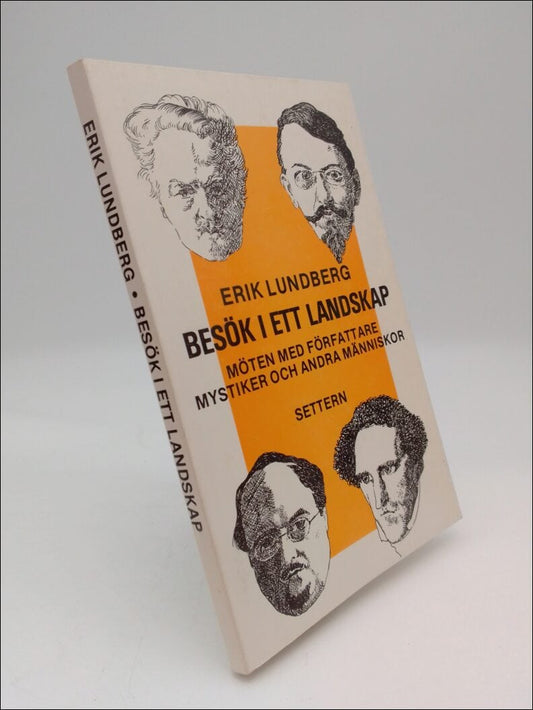 ERIK LUNDBERG • BESÖK I ETT LANDSKAP
ERIK LUNDBERG
BESÖK I ETT LANDSKAP
MÖTEN MED FÖRFATTARE
MYSTIKER OCH ANDRA MÄNNISKOR
SETTERN